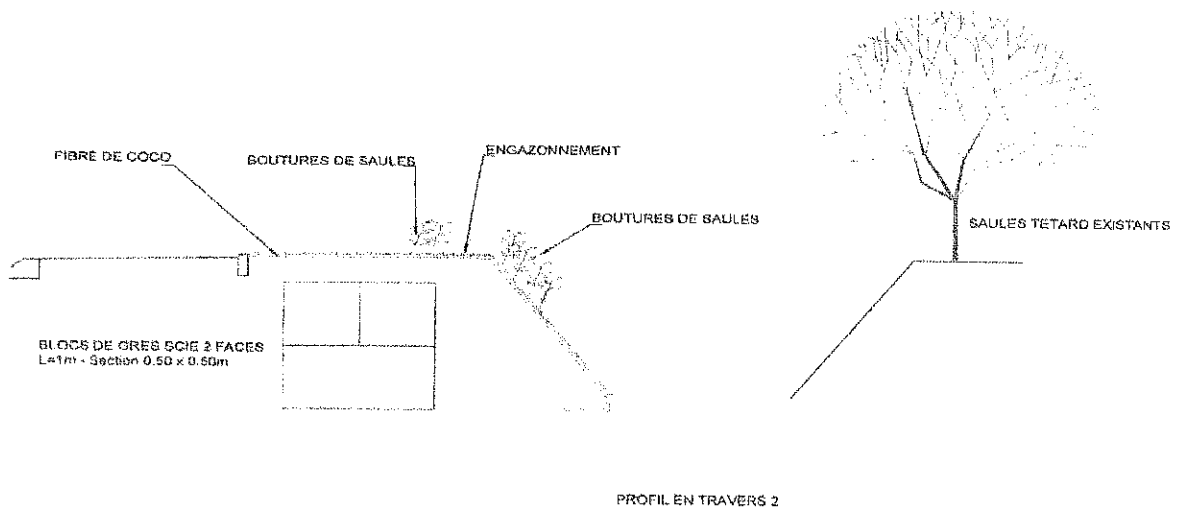 FIBRE DE COCO
BOUTURES DE SAULES
ENGAZONNEMENT
BOUTURES DE SAULES
SAULES TETARD EXISTANTS
BLOCS DE GRES SCIE 2 FACES
L=1m - Section 0.50 x 0.50m
PROFIL EN TRAVERS 2